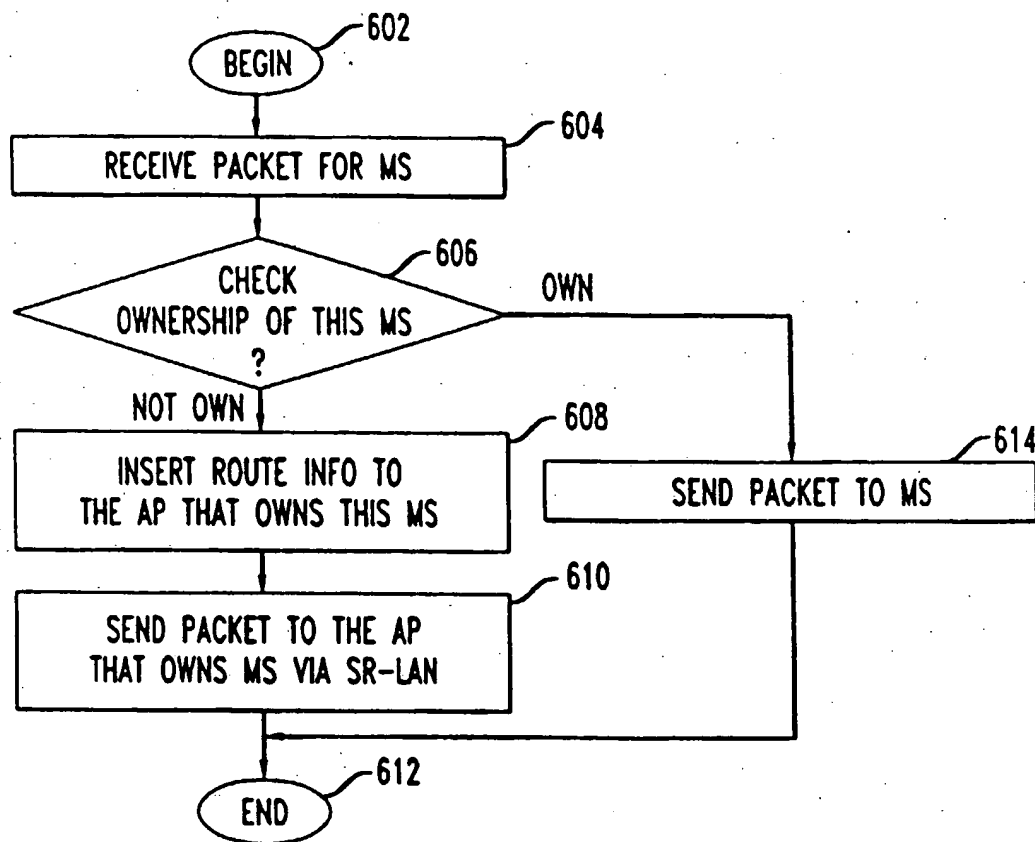 602
BEGIN
604
RECEIVE PACKET FOR MS
606
CHECK
OWNERSHIP OF THIS MS
?
OWN
NOT OWN
608
INSERT ROUTE INFO TO
THE AP THAT OWNS THIS MS
614
SEND PACKET TO MS
610
SEND PACKET TO THE AP
THAT OWNS MS VIA SR-LAN
612
END